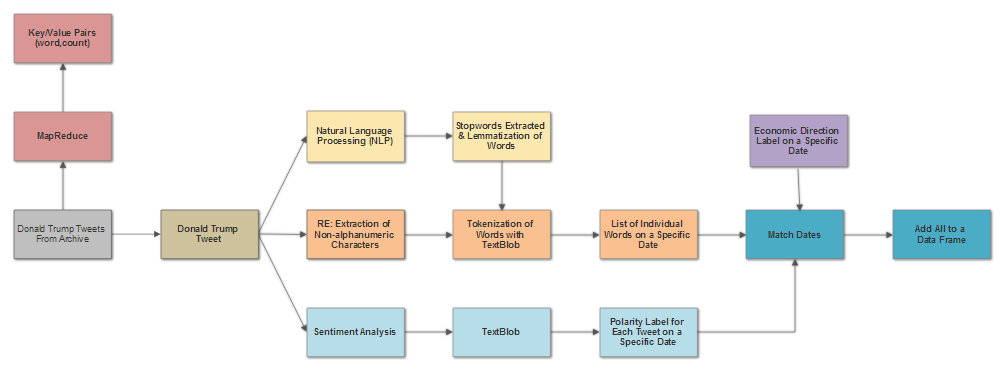 Key/Value Pairs
(word,count)
MapReduce
Donald Trump Tweets
From Archive
Donald Trump
Tweet
Natural Language
Processing (NLP)
Stopwords Extracted
& Lemmatization of
Words
RE: Extraction of
Non-alphanumeric
Characters
Tokenization of
Words with
TextBlob
List of Individual
Words on a Specific
Date
Sentiment Analysis
TextBlob
Polarity Label for
Each Tweet on a
Specific Date
Economic Direction
Label on a Specific
Date
Match Dates
Add All to a
Data Frame